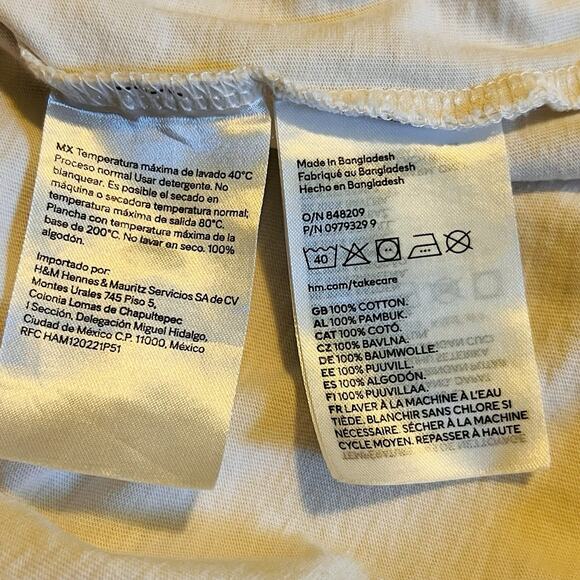 MX Temperatura máxima de lavado 40°C
Proceso normal Usar detergente. No
blanquear. Es posible el secado en
máquina o secadora temperatura normal;
temperatura máxima de salida 80°C.
Plancha con temperatura máxima de la
base de 200°C. No lavar en seco. 100%
algodón.
Importado por:
H&M Hennes & Mauritz Servicios SA de CV
Montes Urales 745 Piso 5,
Colonia Lomas de Chapultepec
I Sección, Delegación Miguel Hidalgo,
Ciudad de México C.P. 11000, México
RFC HAM120221P51
Made in Bangladesh
Fabriqué au Bangladesh
Hecho en Bangladesh
O/N 848209
P/N 0979329 9
40
hm.com/takecare
GB 100% COTTON.
AL 100% PAMBUK.
CAT 100% COTÓ.
CZ 100% BAVLNA.
DE 100% BAUMWOLLE.
EE 100% PUUVILL.
ES 100% ALGODÓN.
FI 100% PUUVILLAA.
FR LAVER À LA MACHINE À L'EAU
TIÈDE. BLANCHIR SANS CHLORE SI
NÉCESSAIRE. SÉCHER À LA MACHINE
CYCLE MOYEN. REPASSER À HAUTE